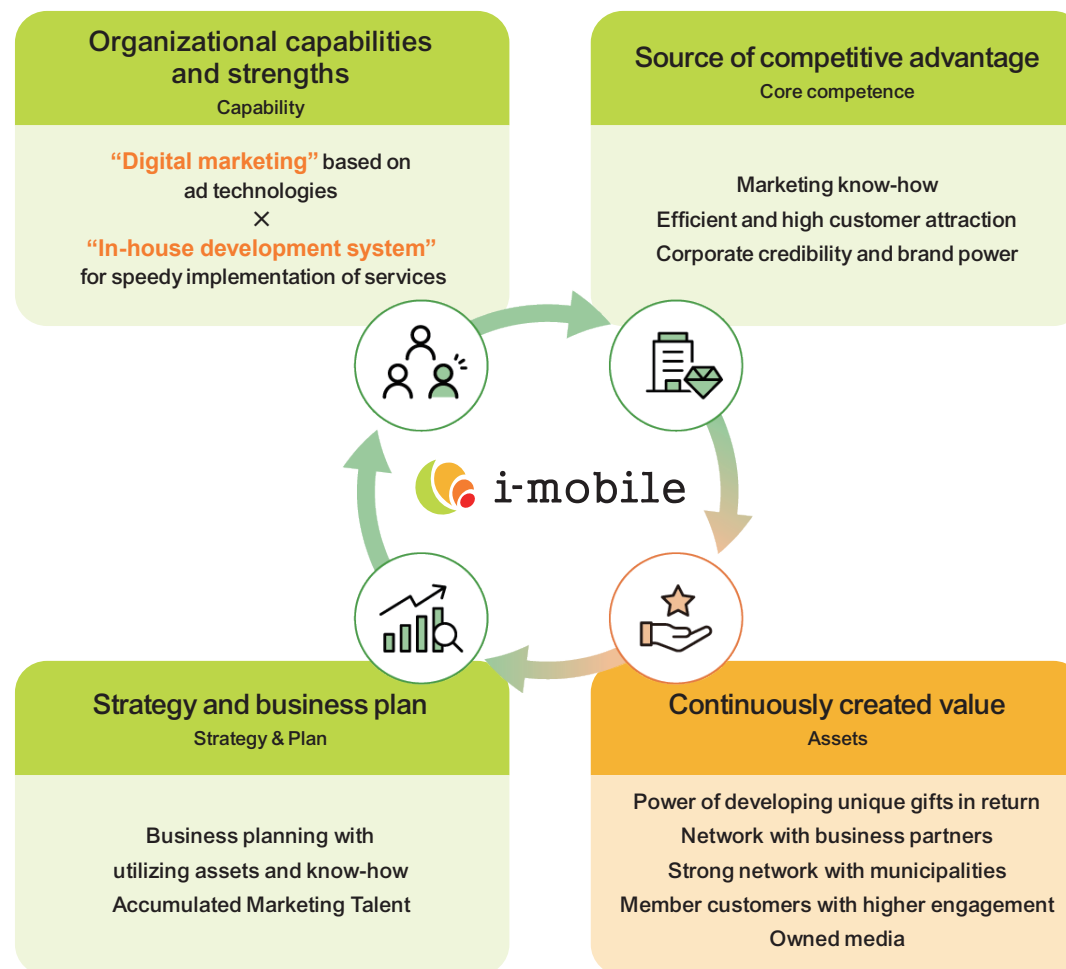 Organizational capabilities
and strengths
Capability
“Digital marketing” based on
ad technologies
×
“In-house development system”
for speedy implementation of services
Source of competitive advantage
Core competence
Marketing know-how
Efficient and high customer attraction
Corporate credibility and brand power
i-mobile
Strategy and business plan
Strategy & Plan
Business planning with
utilizing assets and know-how
Accumulated Marketing Talent
Continuously created value
Assets
Power of developing unique gifts in return
Network with business partners
Strong network with municipalities
Member customers with higher engagement
Owned media